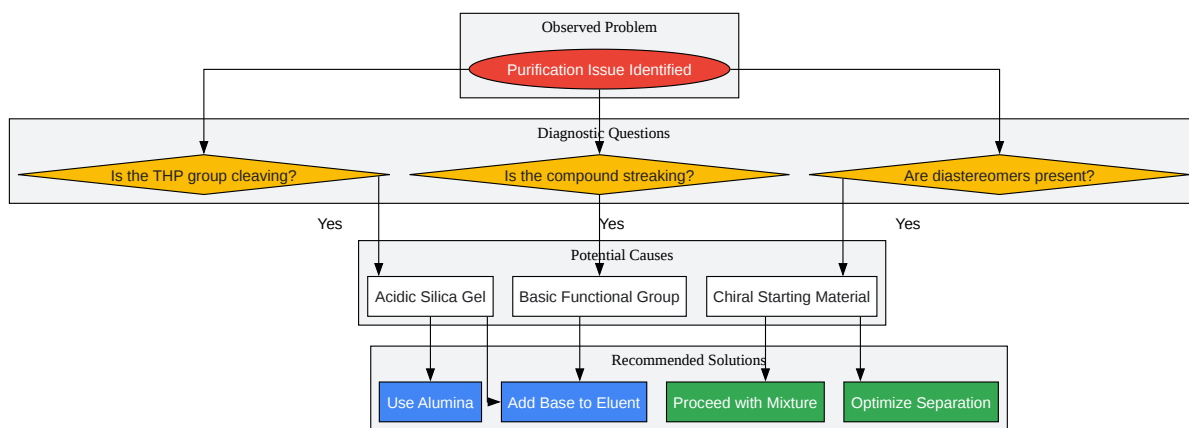 Observed Problem
Purification Issue Identified
Diagnostic Questions
Is the THP group cleaving?
Is the compound streaking?
Are diastereomers present?
Yes
Yes
Yes
Potential Causes
Acidic Silica Gel
Basic Functional Group
Chiral Starting Material
Recommended Solutions
Use Alumina
Add Base to Eluent
Proceed with Mixture
Optimize Separation